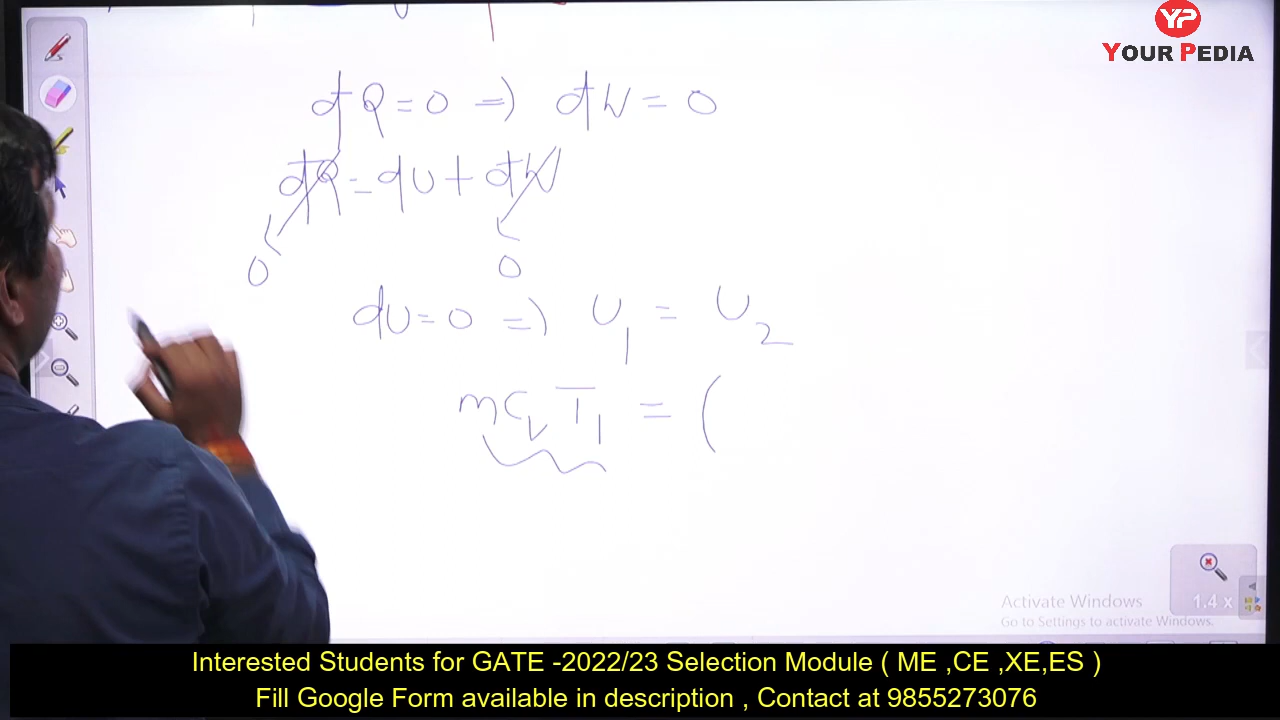 YP
YOUR PEDIA
dQ = 0 => dW = 0
dQ = dU + dW
0 0
dU = 0 => U1 = U2
mCvT1 = (
1.4 x
Activate Windows
Go to Settings to activate Windows.
Interested Students for GATE -2022/23 Selection Module ( ME ,CE ,XE,ES )
Fill Google Form available in description , Contact at 9855273076